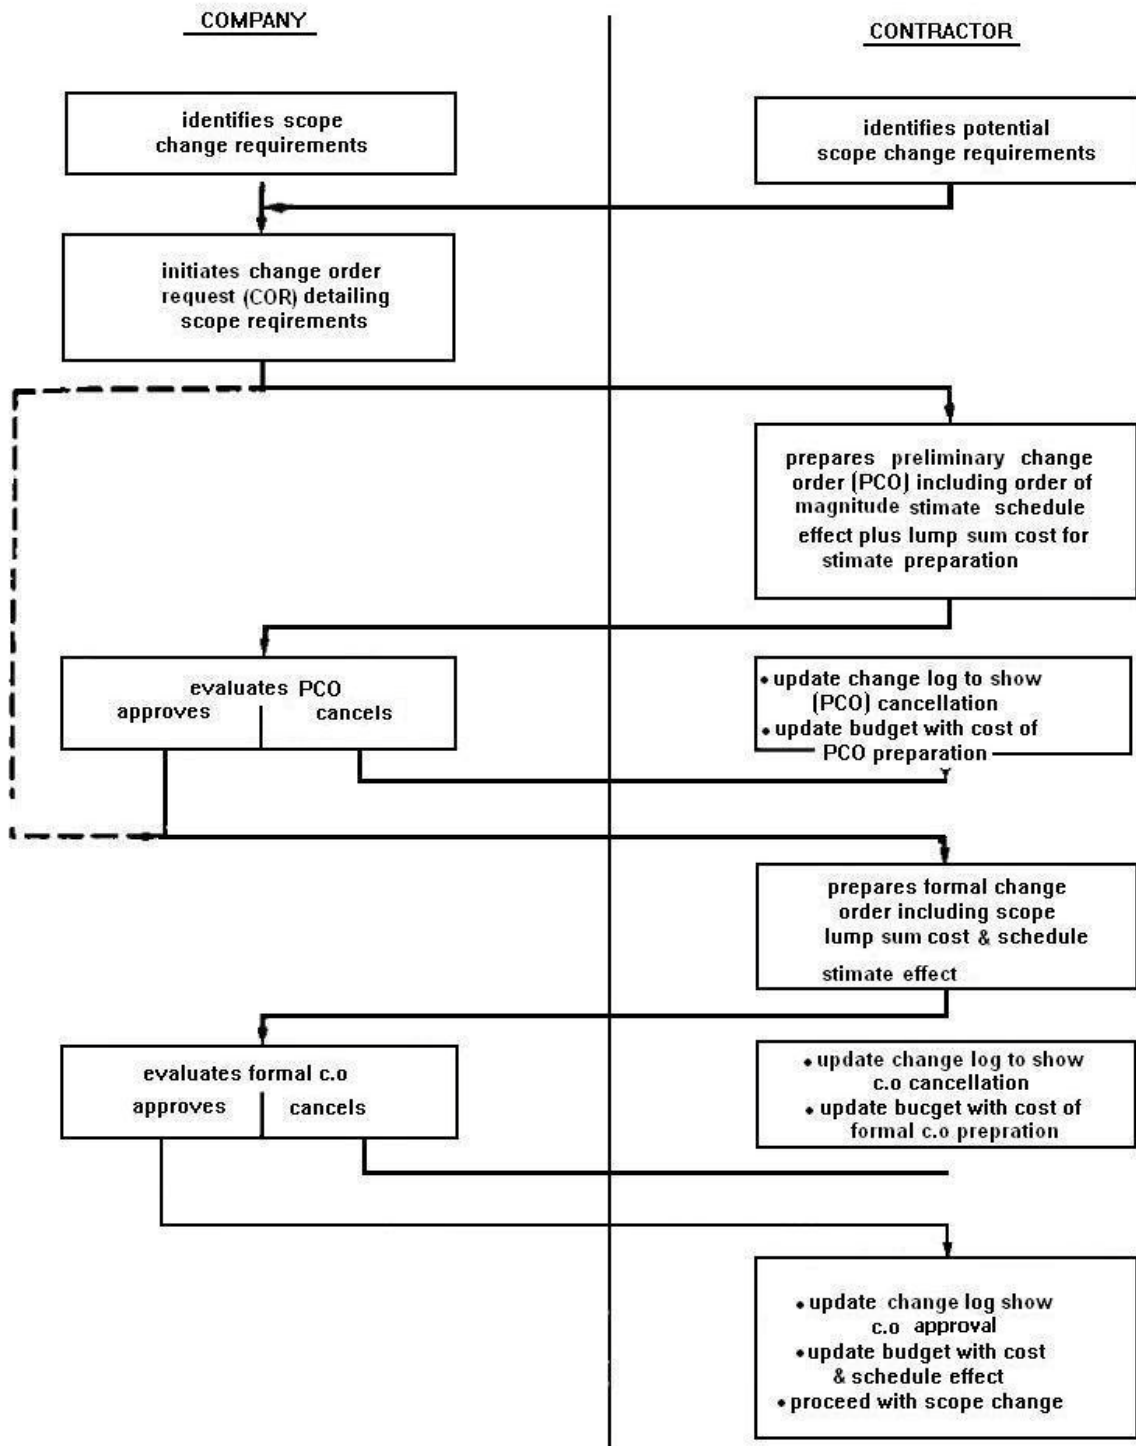 COMPANY
CONTRACTOR
identifies scope
change requirements
identifies potential
scope change requirements
initiates change order
request (COR) detailing
scope reqirements
prepares preliminary change
order (PCO) including order of
magnitude stimate schedule
effect plus lump sum cost for
stimate preparation
evaluates PCO
approves cancels
• update change log to show
(PCO) cancellation
• update budget with cost of
PCO preparation
prepares formal change
order including scope
lump sum cost & schedule
stimate effect
evaluates formal c.o
approves cancels
• update change log to show
c.o cancellation
• update bucget with cost of
formal c.o prepration
• update change log show
c.o approval
• update budget with cost
& schedule effect
• proceed with scope change